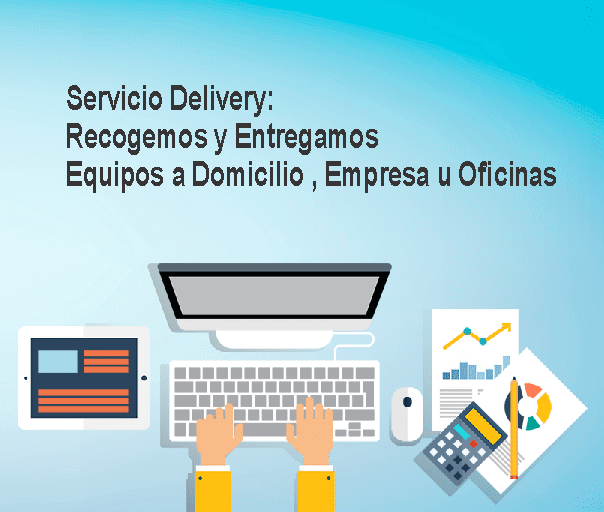 Servicio Delivery:
Recogemos y Entregamos
Equipos a Domicilio , Empresa u Oficinas